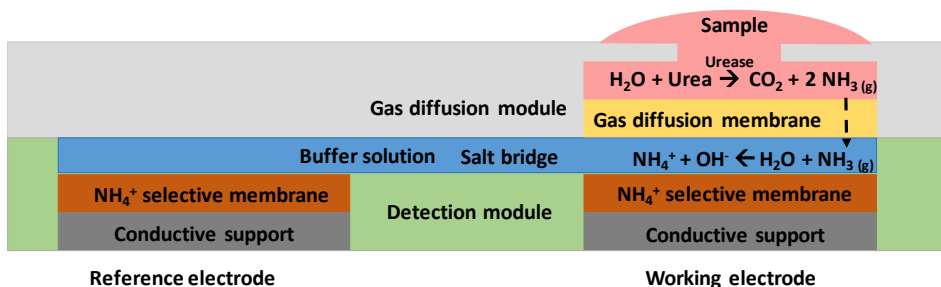 Sample
Urease
H₂O + Urea → CO₂ + 2 NH₃ (g)
Gas diffusion module
Gas diffusion membrane
Buffer solution Salt bridge
NH₄⁺ + OH⁻ ← H₂O + NH₃ (g)
NH₄⁺ selective membrane
NH₄⁺ selective membrane
Detection module
Conductive support
Conductive support
Reference electrode
Working electrode